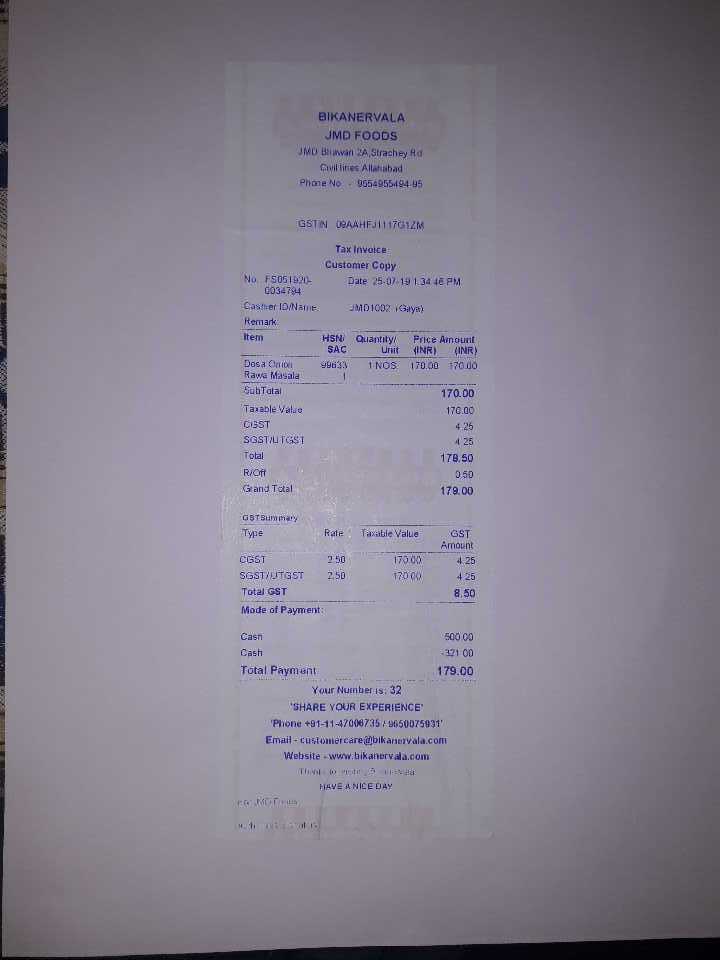 BIKANERVALA
JMD FOODS
JMD Bhawan 2A,Strachey Rd
Civil lines Allahabad
Phone No - 9554955494-95
GSTIN 09AAHFJ1117G1ZM
Tax Invoice
Customer Copy
No. FS051920- Date 25-07-19 1:34:46 PM
0034794
Cashier ID/Name JMD1002 (Gaya)
Remark
Item HSN/ Quantity/ Price Amount
SAC Unit (INR) (INR)
Dosa Onion 99633 1 NOS 170.00 170.00
Rawa Masala 1
SubTotal 170.00
Taxable Value 170.00
CGST 4.25
SGST/UTGST 4.25
Total 178.50
R/Off 0.50
Grand Total 179.00
GSTSummary
Type Rate Taxable Value GST
Amount
CGST 2.50 170.00 4.25
SGST/UTGST 2.50 170.00 4.25
Total GST 8.50
Mode of Payment:
Cash 500.00
Cash -321.00
Total Payment 179.00
Your Number is: 32
'SHARE YOUR EXPERIENCE'
'Phone +91-11-47006735 / 9650075931'
Email - customercare@bikanervala.com
Website - www.bikanervala.com
Thanks for visiting Bikanervala
HAVE A NICE DAY
JMD Foods